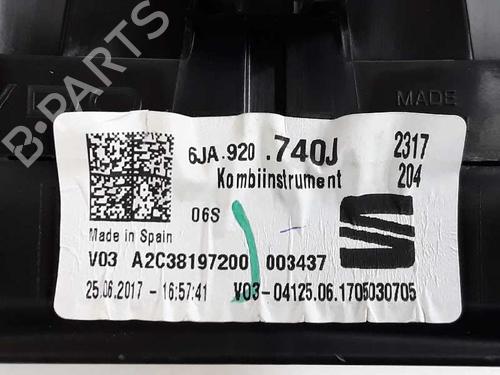 VDO
MADE
B-PARTS
6JA.920 .740J 2317
Kombiinstrument 204
06S
Made in Spain
V03 A2C38197200 003437
25.06.2017 - 16:57:41 V03-04125.06.1705030705